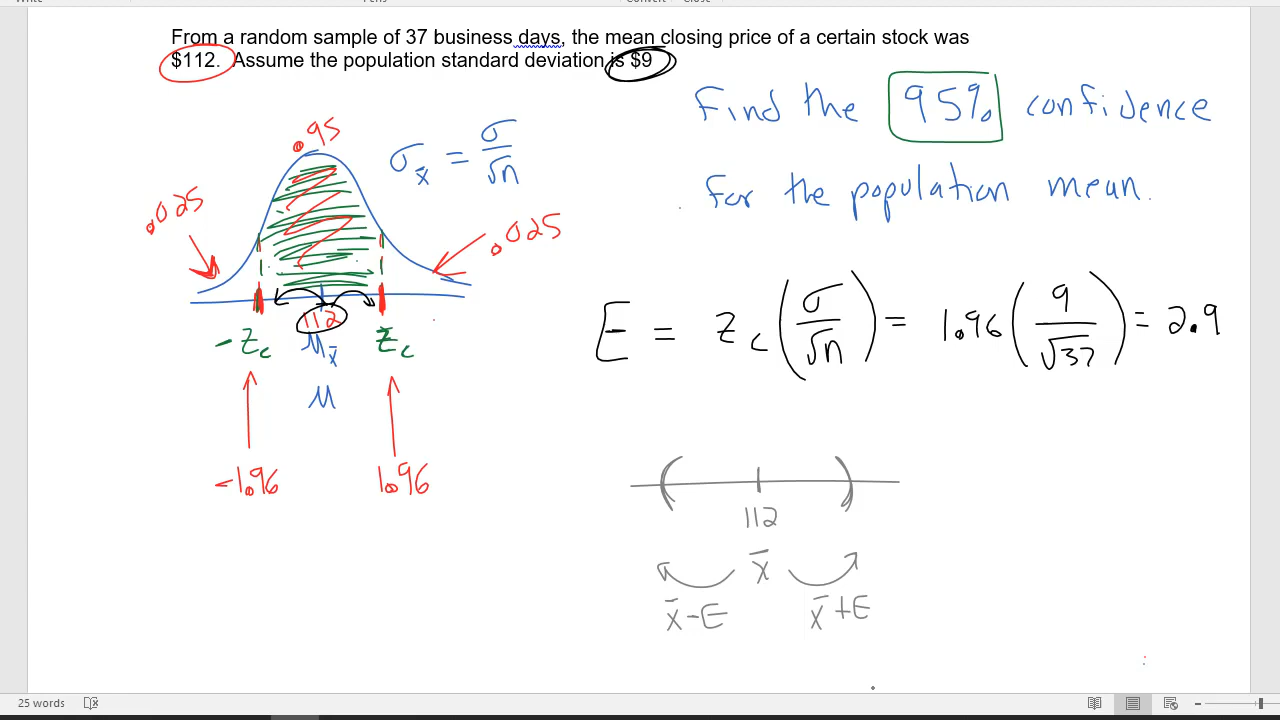 From a random sample of 37 business days, the mean closing price of a certain stock was
$112. Assume the population standard deviation is $9
Find the 95% confidence
for the population mean.
.95
σx̄ = σ/√n
.025
.025
112
-Zc μx̄ Zc
μ
-1.96 1.96
E = Zc(σ/√n) = 1.96(9/√37) = 2.9
112
x̄
x̄-E x̄+E
25 words